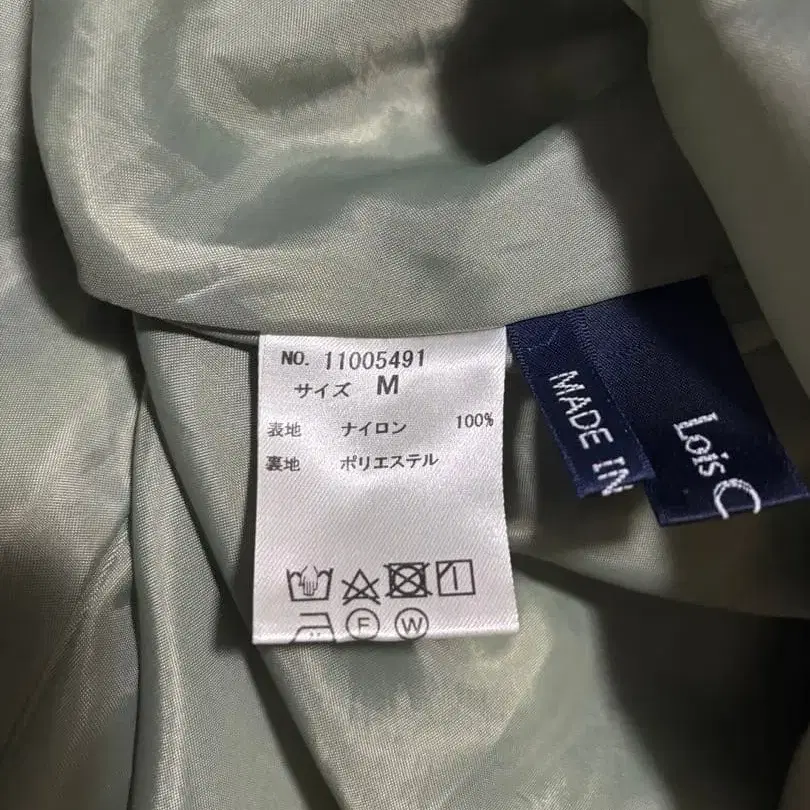 NO. 11005491
サイズ M
表地 ナイロン 100%
裏地 ポリエステル
F W
MADE IN
Lois C